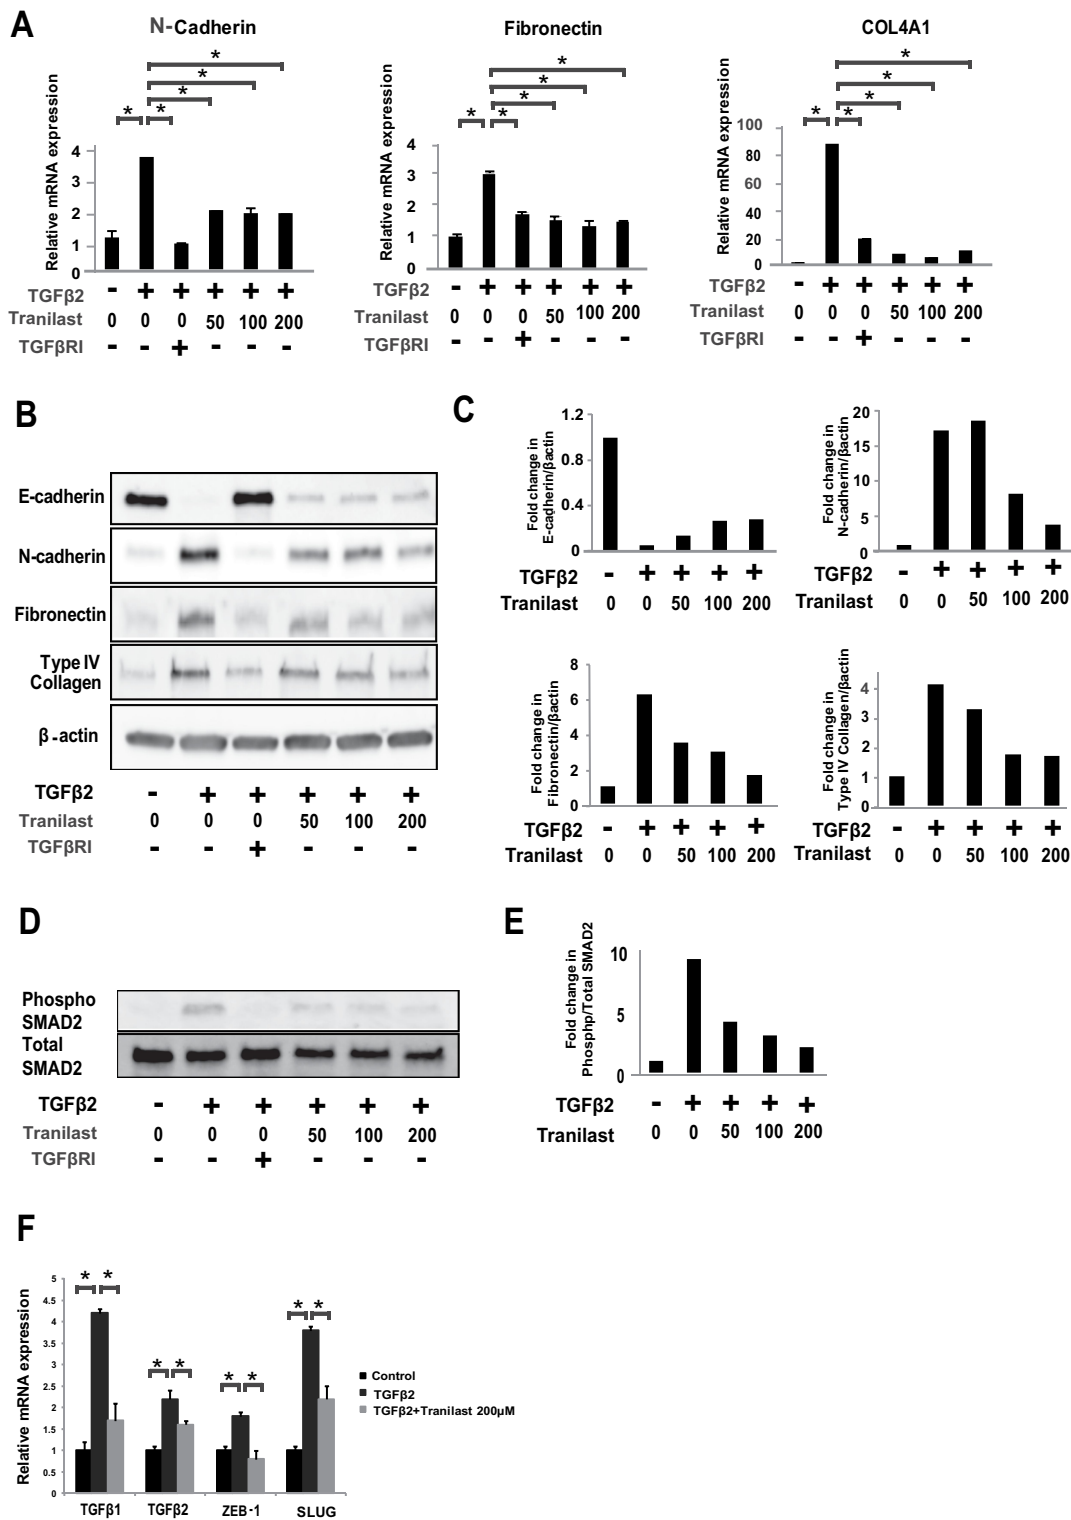 A
N-Cadherin
Relative mRNA expression
* * * * *
4
3
2
1
0
TGFβ2 - + + + + +
Tranilast 0 0 0 50 100 200
TGFβRI - - + - - -
Fibronectin
Relative mRNA expression
* * * * *
4
3
2
1
0
TGFβ2 - + + + + +
Tranilast 0 0 0 50 100 200
TGFβRI - - + - - -
COL4A1
Relative mRNA expression
* * * * *
100
80
60
40
20
0
TGFβ2 - + + + + +
Tranilast 0 0 0 50 100 200
TGFβRI - - + - - -
B
E-cadherin
N-cadherin
Fibronectin
Type IV
Collagen
β-actin
TGFβ2 - + + + + +
Tranilast 0 0 0 50 100 200
TGFβRI - - + - - -
C
Fold change in
E-cadherin/βactin
1.2
0.8
0.4
0
TGFβ2 - + + + +
Tranilast 0 0 50 100 200
Fold change in
N-cadherin/βactin
20
15
10
5
0
TGFβ2 - + + + +
Tranilast 0 0 50 100 200
Fold change in
Fibronectin/βactin
8
6
4
2
0
TGFβ2 - + + + +
Tranilast 0 0 50 100 200
Fold change in
Type IV Collagen/βactin
4
3
2
1
0
TGFβ2 - + + + +
Tranilast 0 0 50 100 200
D
Phospho
SMAD2
Total
SMAD2
TGFβ2 - + + + + +
Tranilast 0 0 0 50 100 200
TGFβRI - - + - - -
E
Fold change in
Phosphp/Total SMAD2
10
5
0
TGFβ2 - + + + +
Tranilast 0 0 50 100 200
F
Relative mRNA expression
5
4.5
4
3.5
3
2.5
2
1.5
1
0.5
0
* * * * * * * *
TGFβ1 TGFβ2 ZEB-1 SLUG
Control
TGFβ2
TGFβ2+Tranilast 200μM